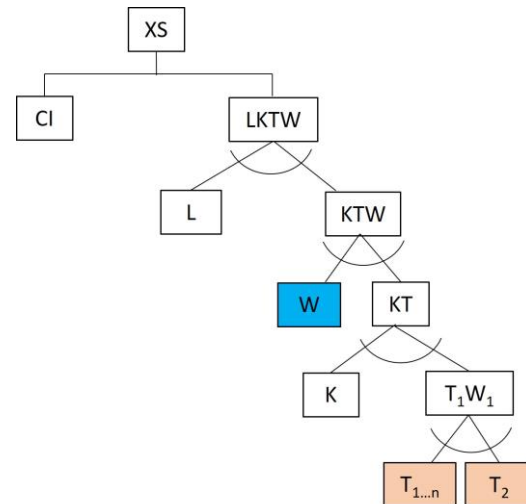 XS
CI LKTW
L KTW
W KT
K T₁W₁
T₁...ₙ T₂